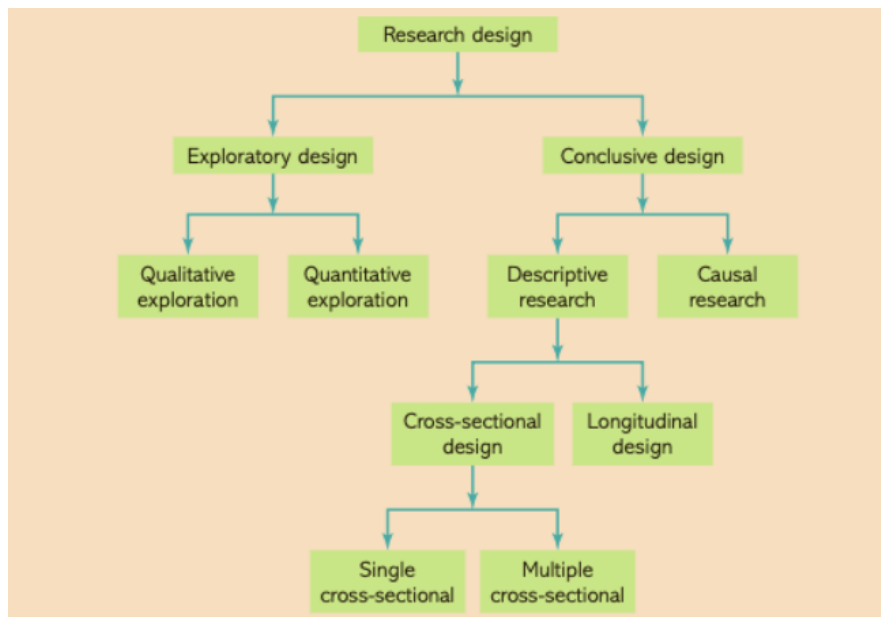 Research design
Exploratory design
Conclusive design
Qualitative
exploration
Quantitative
exploration
Descriptive
research
Causal
research
Cross-sectional
design
Longitudinal
design
Single
cross-sectional
Multiple
cross-sectional